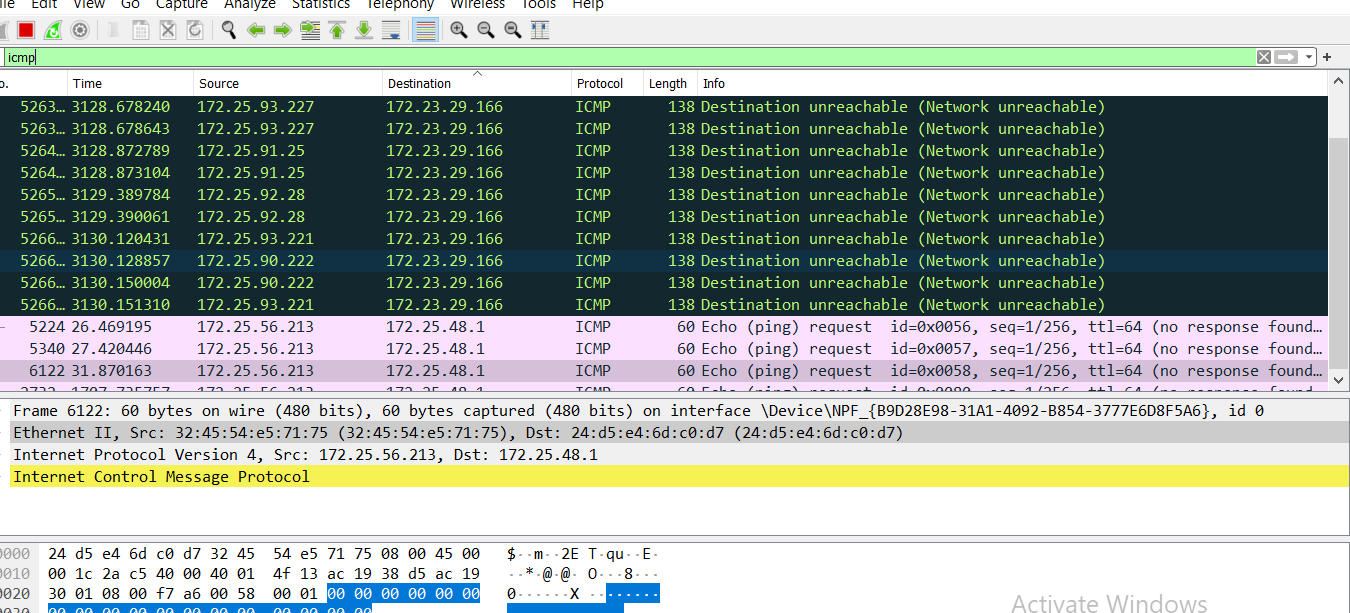 File Edit View Go Capture Analyze Statistics Telephony Wireless Tools Help
icmp
o. Time Source Destination Protocol Length Info
5263… 3128.678240 172.25.93.227 172.23.29.166 ICMP 138 Destination unreachable (Network unreachable)
5263… 3128.678643 172.25.93.227 172.23.29.166 ICMP 138 Destination unreachable (Network unreachable)
5264… 3128.872789 172.25.91.25 172.23.29.166 ICMP 138 Destination unreachable (Network unreachable)
5264… 3128.873104 172.25.91.25 172.23.29.166 ICMP 138 Destination unreachable (Network unreachable)
5265… 3129.389784 172.25.92.28 172.23.29.166 ICMP 138 Destination unreachable (Network unreachable)
5265… 3129.390061 172.25.92.28 172.23.29.166 ICMP 138 Destination unreachable (Network unreachable)
5266… 3130.120431 172.25.93.221 172.23.29.166 ICMP 138 Destination unreachable (Network unreachable)
5266… 3130.128857 172.25.90.222 172.23.29.166 ICMP 138 Destination unreachable (Network unreachable)
5266… 3130.150004 172.25.90.222 172.23.29.166 ICMP 138 Destination unreachable (Network unreachable)
5266… 3130.151310 172.25.93.221 172.23.29.166 ICMP 138 Destination unreachable (Network unreachable)
5224 26.469195 172.25.56.213 172.25.48.1 ICMP 60 Echo (ping) request id=0x0056, seq=1/256, ttl=64 (no response found…
5340 27.420446 172.25.56.213 172.25.48.1 ICMP 60 Echo (ping) request id=0x0057, seq=1/256, ttl=64 (no response found…
6122 31.870163 172.25.56.213 172.25.48.1 ICMP 60 Echo (ping) request id=0x0058, seq=1/256, ttl=64 (no response found…
Frame 6122: 60 bytes on wire (480 bits), 60 bytes captured (480 bits) on interface \Device\NPF_{B9D28E98-31A1-4092-B854-3777E6D8F5A6}, id 0
Ethernet II, Src: 32:45:54:e5:71:75 (32:45:54:e5:71:75), Dst: 24:d5:e4:6d:c0:d7 (24:d5:e4:6d:c0:d7)
Internet Protocol Version 4, Src: 172.25.56.213, Dst: 172.25.48.1
Internet Control Message Protocol
0000 24 d5 e4 6d c0 d7 32 45 54 e5 71 75 08 00 45 00 $··m··2E T·qu··E·
0010 00 1c 2a c5 40 00 40 01 4f 13 ac 19 38 d5 ac 19 ··*·@·@· O···8···
0020 30 01 08 00 f7 a6 00 58 00 01 00 00 00 00 00 00 0······X ········
0030 00 00 00 00 00 00 00 00 00 00 00 00
Activate Windows